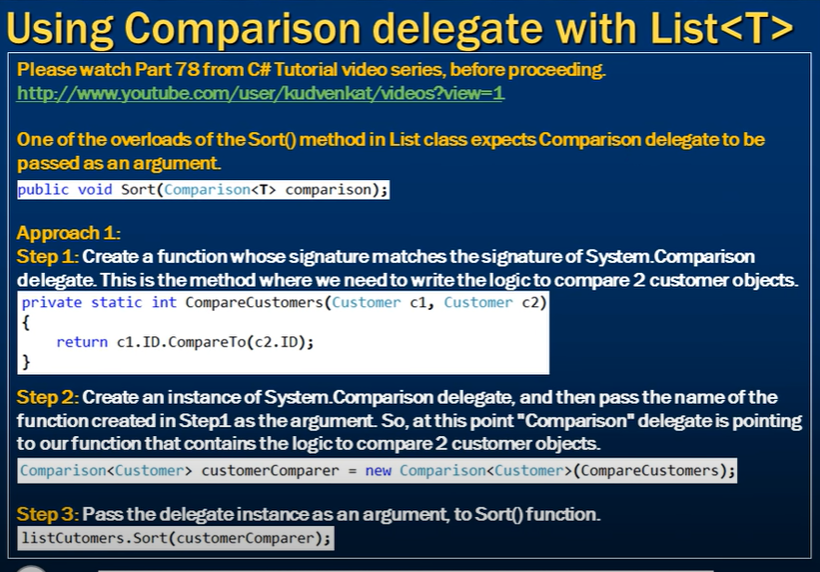 Using Comparison delegate with List<T>
Please watch Part 78 from C# Tutorial video series, before proceeding.
http://www.youtube.com/user/kudvenkat/videos?view=1
One of the overloads of the Sort() method in List class expects Comparison delegate to be
passed as an argument.
public void Sort(Comparison<T> comparison);
Approach 1:
Step 1: Create a function whose signature matches the signature of System.Comparison
delegate. This is the method where we need to write the logic to compare 2 customer objects.
private static int CompareCustomers(Customer c1, Customer c2)
{
    return c1.ID.CompareTo(c2.ID);
}
Step 2: Create an instance of System.Comparison delegate, and then pass the name of the
function created in Step1 as the argument. So, at this point "Comparison" delegate is pointing
to our function that contains the logic to compare 2 customer objects.
Comparison<Customer> customerComparer = new Comparison<Customer>(CompareCustomers);
Step 3: Pass the delegate instance as an argument, to Sort() function.
listCutomers.Sort(customerComparer);